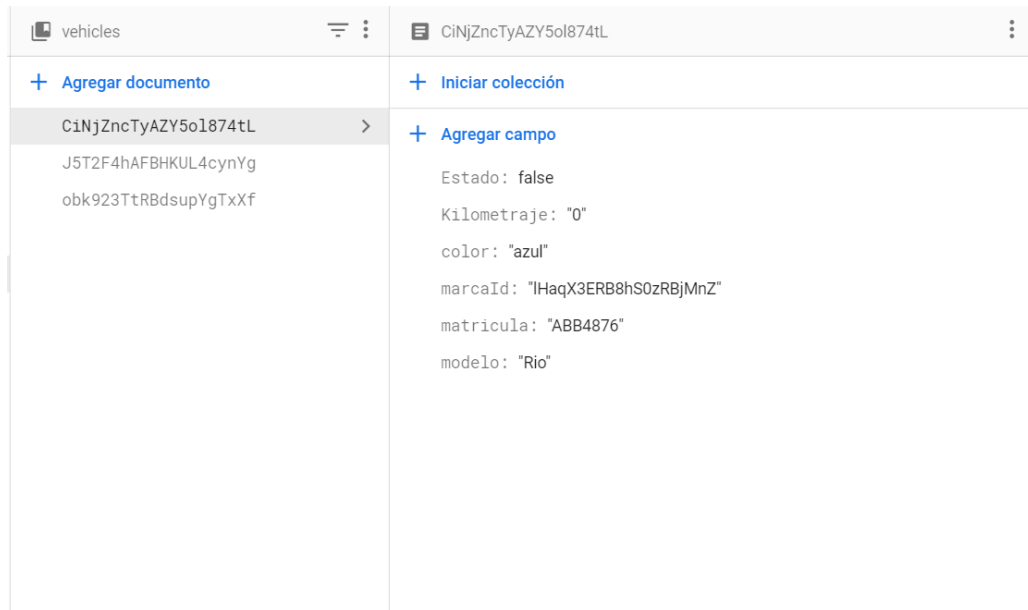 vehicles
Agregar documento
CiNjZncTyAZY5ol874tL
J5T2F4hAFBHKUL4cynYg
obk923TtRBdsupYgTxXf
CiNjZncTyAZY5ol874tL
Iniciar colección
Agregar campo
Estado: false
Kilometraje: "0"
color: "azul"
marcaId: "lHaqX3ERB8hS0zRBjMnZ"
matricula: "ABB4876"
modelo: "Rio"